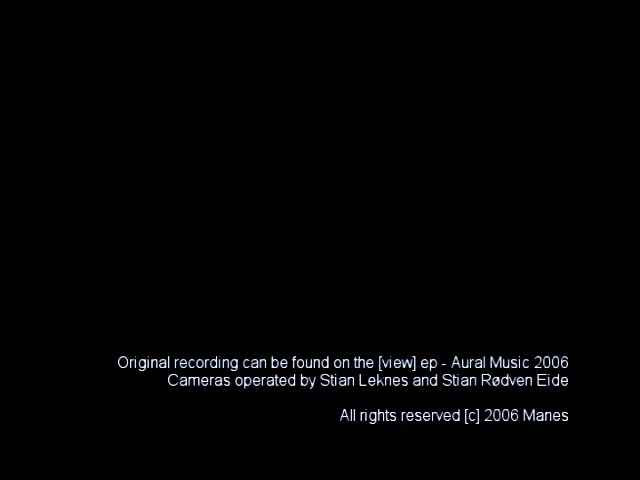 Original recording can be found on the [view] ep - Aural Music 2006
Cameras operated by Stian Leknes and Stian Rødven Eide
All rights reserved [c] 2006 Manes